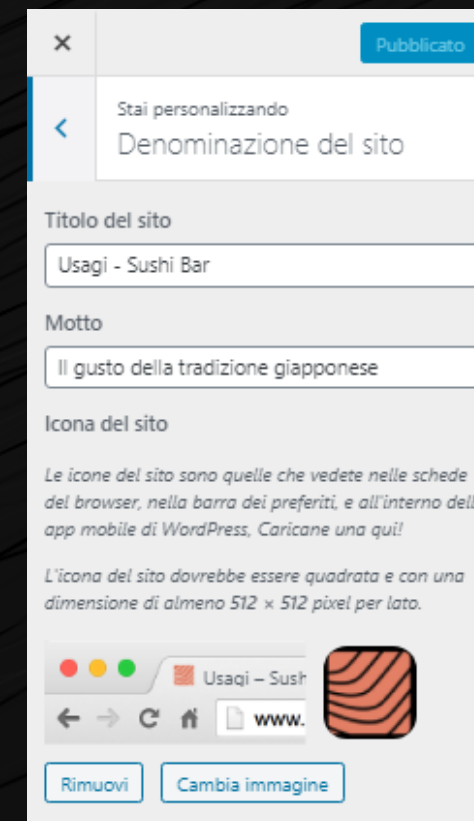 Pubblicato
Stai personalizzando
Denominazione del sito
Titolo del sito
Usagi - Sushi Bar
Motto
Il gusto della tradizione giapponese
Icona del sito
Le icone del sito sono quelle che vedete nelle schede
del browser, nella barra dei preferiti, e all'interno dell
app mobile di WordPress, Caricane una qui!
L'icona del sito dovrebbe essere quadrata e con una
dimensione di almeno 512 × 512 pixel per lato.
Usagi – Sush
www.
Rimuovi
Cambia immagine